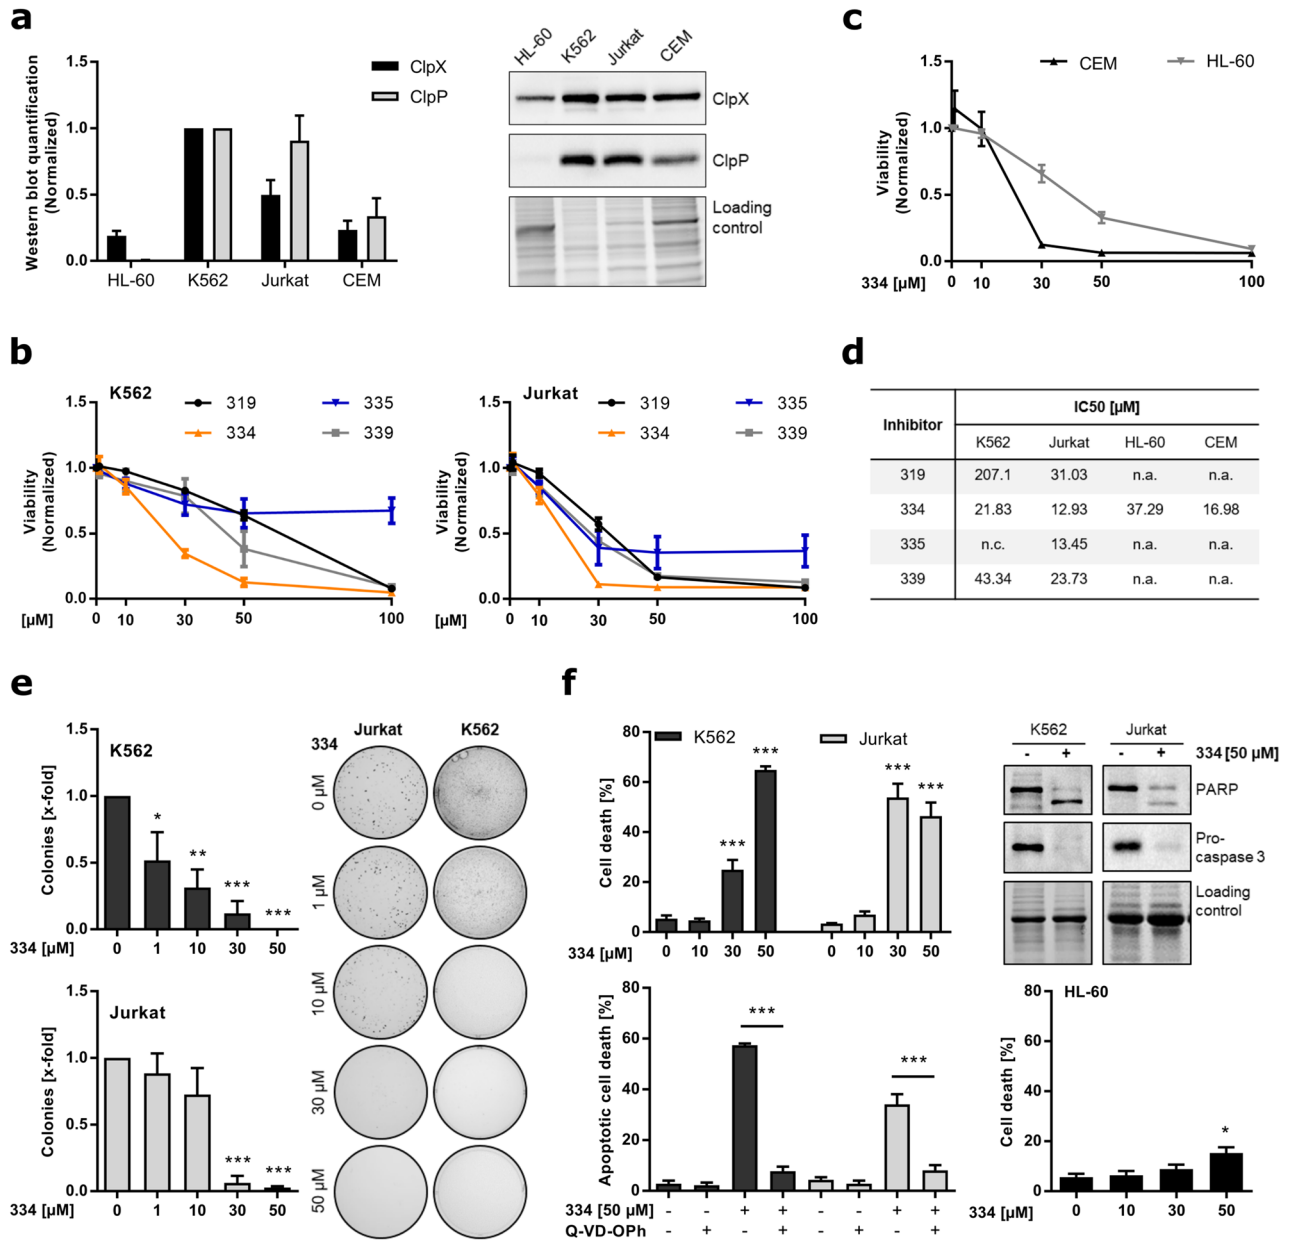 a
Western blot quantification
(Normalized)
1.5
1.0
0.5
0.0
ClpX
ClpP
HL-60 K562 Jurkat CEM
HL-60 K562 Jurkat CEM
ClpX
ClpP
Loading
control
c
Viability
(Normalized)
1.5
1.0
0.5
0.0
CEM HL-60
334 [µM] 0 10 30 50 100
b
K562
Viability
(Normalized)
1.5
1.0
0.5
0.0
319 335
334 339
[µM] 0 10 30 50 100
Jurkat
Viability
(Normalized)
1.5
1.0
0.5
0.0
319 335
334 339
[µM] 0 10 30 50 100
d
Inhibitor IC50 [µM]
K562 Jurkat HL-60 CEM
319 207.1 31.03 n.a. n.a.
334 21.83 12.93 37.29 16.98
335 n.c. 13.45 n.a. n.a.
339 43.34 23.73 n.a. n.a.
e
K562
Colonies [x-fold]
1.5
1.0
0.5
0.0
* ** *** ***
334 [µM] 0 1 10 30 50
Jurkat
Colonies [x-fold]
1.5
1.0
0.5
0.0
*** ***
334 [µM] 0 1 10 30 50
Jurkat K562
334
0 µM
1 µM
10 µM
30 µM
50 µM
f
Cell death [%]
80
60
40
20
0
K562 Jurkat
*** *** *** ***
334 [µM] 0 10 30 50 0 10 30 50
K562 Jurkat
- + - + 334 [50 µM]
PARP
Pro-
caspase 3
Loading
control
Apoptotic cell death [%]
80
60
40
20
0
*** ***
334 [50 µM] - - + + - - + +
Q-VD-OPh - + - + - + - +
HL-60
Cell death [%]
80
60
40
20
0
*
334 [µM] 0 10 30 50